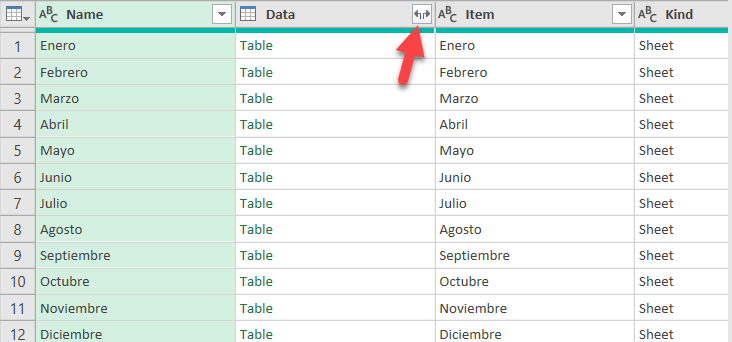 ABC Name Data ABC Item ABC Kind
1 Enero Table Enero Sheet
2 Febrero Table Febrero Sheet
3 Marzo Table Marzo Sheet
4 Abril Table Abril Sheet
5 Mayo Table Mayo Sheet
6 Junio Table Junio Sheet
7 Julio Table Julio Sheet
8 Agosto Table Agosto Sheet
9 Septiembre Table Septiembre Sheet
10 Octubre Table Octubre Sheet
11 Noviembre Table Noviembre Sheet
12 Diciembre Table Diciembre Sheet